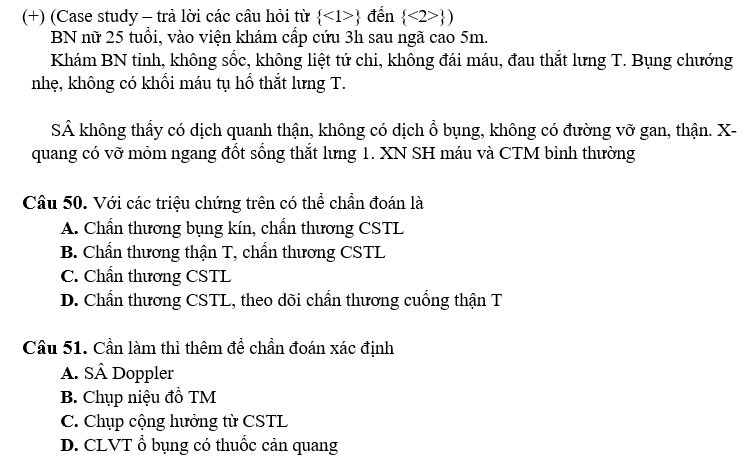 (+) (Case study – trả lời các câu hỏi từ {<1>} đến {<2>})
BN nữ 25 tuổi, vào viện khám cấp cứu 3h sau ngã cao 5m.
Khám BN tỉnh, không sốc, không liệt tứ chi, không đái máu, đau thắt lưng T. Bụng chướng
nhẹ, không có khối máu tụ hố thắt lưng T.
SÂ không thấy có dịch quanh thận, không có dịch ổ bụng, không có đường vỡ gan, thận. X-
quang có vỡ mỏm ngang đốt sống thắt lưng 1. XN SH máu và CTM bình thường
Câu 50. Với các triệu chứng trên có thể chẩn đoán là
A. Chấn thương bụng kín, chấn thương CSTL
B. Chấn thương thận T, chấn thương CSTL
C. Chấn thương CSTL
D. Chấn thương CSTL, theo dõi chấn thương cuống thận T
Câu 51. Cần làm thì thêm để chẩn đoán xác định
A. SÂ Doppler
B. Chụp niệu đồ TM
C. Chụp cộng hưởng từ CSTL
D. CLVT ổ bụng có thuốc cản quang